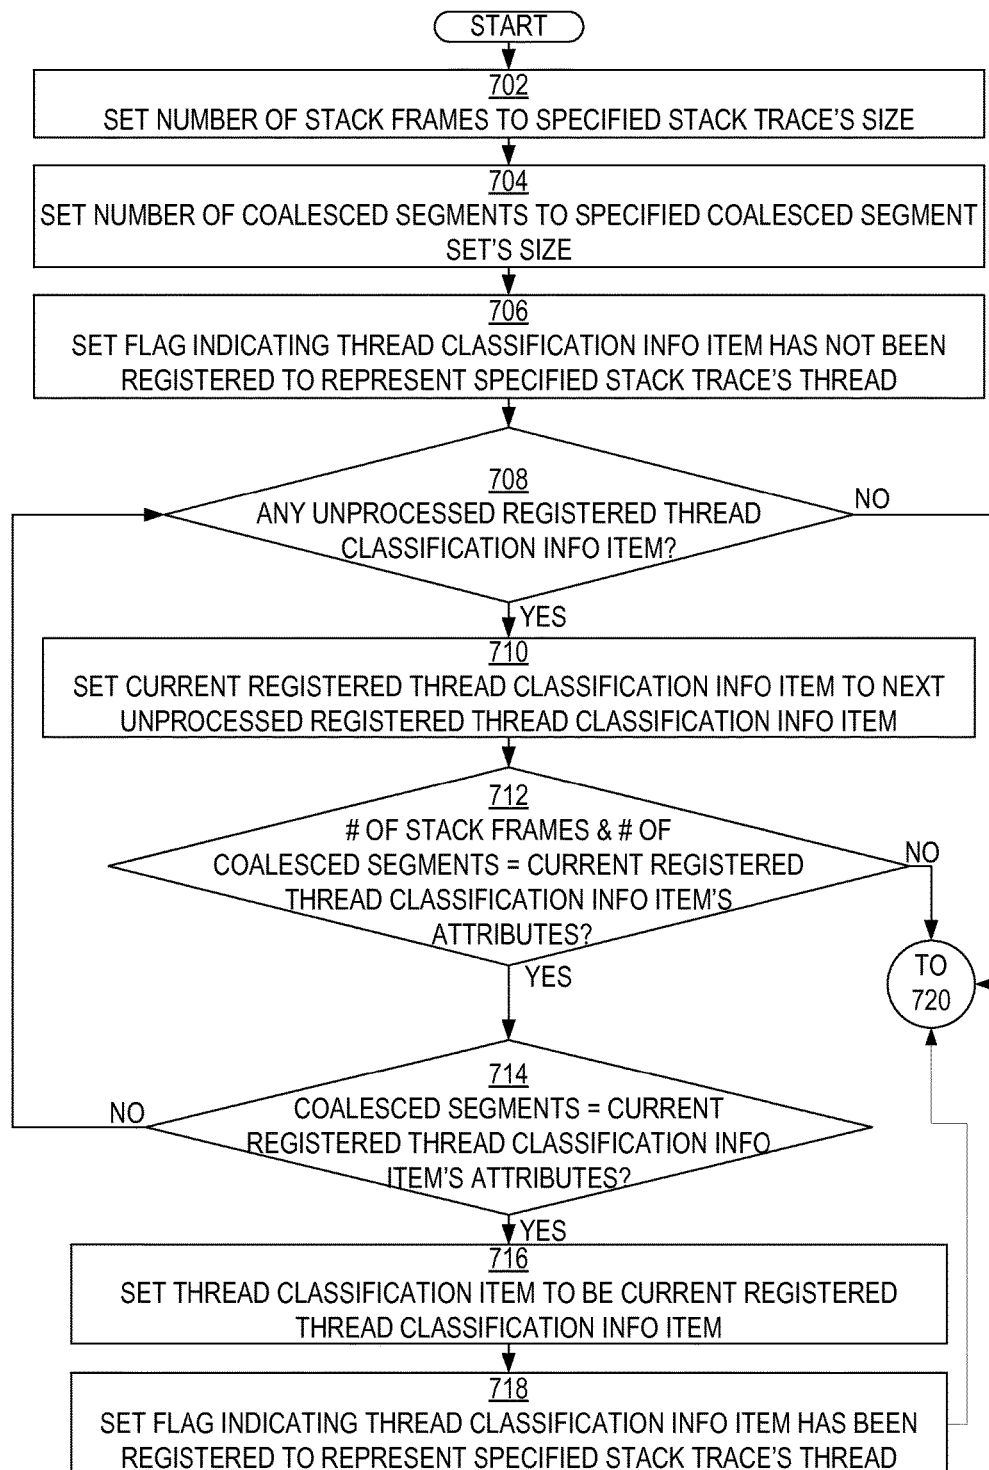 START
702
SET NUMBER OF STACK FRAMES TO SPECIFIED STACK TRACE'S SIZE
704
SET NUMBER OF COALESCED SEGMENTS TO SPECIFIED COALESCED SEGMENT
SET'S SIZE
706
SET FLAG INDICATING THREAD CLASSIFICATION INFO ITEM HAS NOT BEEN
REGISTERED TO REPRESENT SPECIFIED STACK TRACE'S THREAD
708
ANY UNPROCESSED REGISTERED THREAD
CLASSIFICATION INFO ITEM?
NO
YES
710
SET CURRENT REGISTERED THREAD CLASSIFICATION INFO ITEM TO NEXT
UNPROCESSED REGISTERED THREAD CLASSIFICATION INFO ITEM
712
# OF STACK FRAMES & # OF
COALESCED SEGMENTS = CURRENT REGISTERED
THREAD CLASSIFICATION INFO ITEM'S
ATTRIBUTES?
NO
YES
TO
720
714
COALESCED SEGMENTS = CURRENT
REGISTERED THREAD CLASSIFICATION INFO
ITEM'S ATTRIBUTES?
NO
YES
716
SET THREAD CLASSIFICATION ITEM TO BE CURRENT REGISTERED
THREAD CLASSIFICATION INFO ITEM
718
SET FLAG INDICATING THREAD CLASSIFICATION INFO ITEM HAS BEEN
REGISTERED TO REPRESENT SPECIFIED STACK TRACE'S THREAD